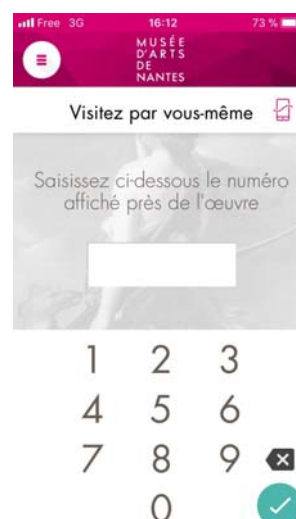 Free 3G 16:12 73 %
MUSÉE
D'ARTS
DE
NANTES
Visitez par vous-même
Saisissez ci-dessous le numéro
affiché près de l'œuvre
1 2 3
4 5 6
7 8 9
0